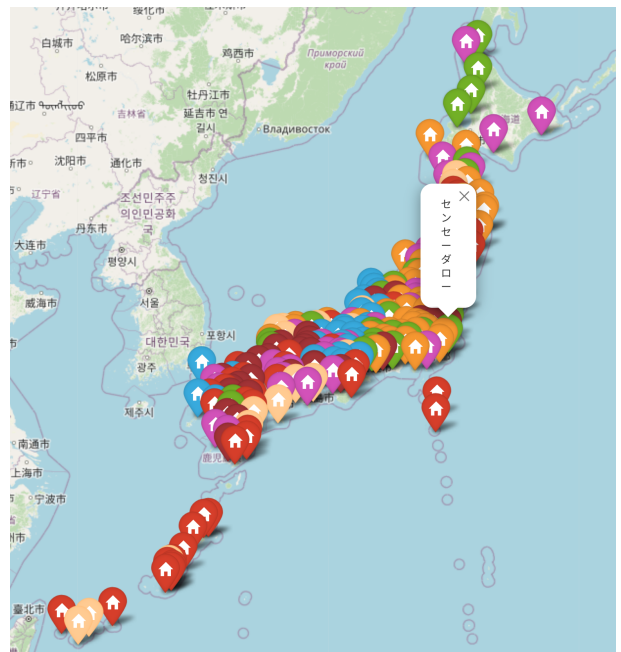 绥化市
白城市
哈尔滨市
鸡西市
Приморский
край
松原市
牡丹江市
吉林省
延吉市 연
길시
Владивосток
四平市
沈阳市
通化市
청진시
辽宁省
조선민주주
의인민공화
국
丹东市
大连市
평양시
セ
ン
セ
ー
ダ
ロ
ー
서울
威海市
포항시
대한민국
광주
제주시
南通市
上海市
宁波市
臺北市